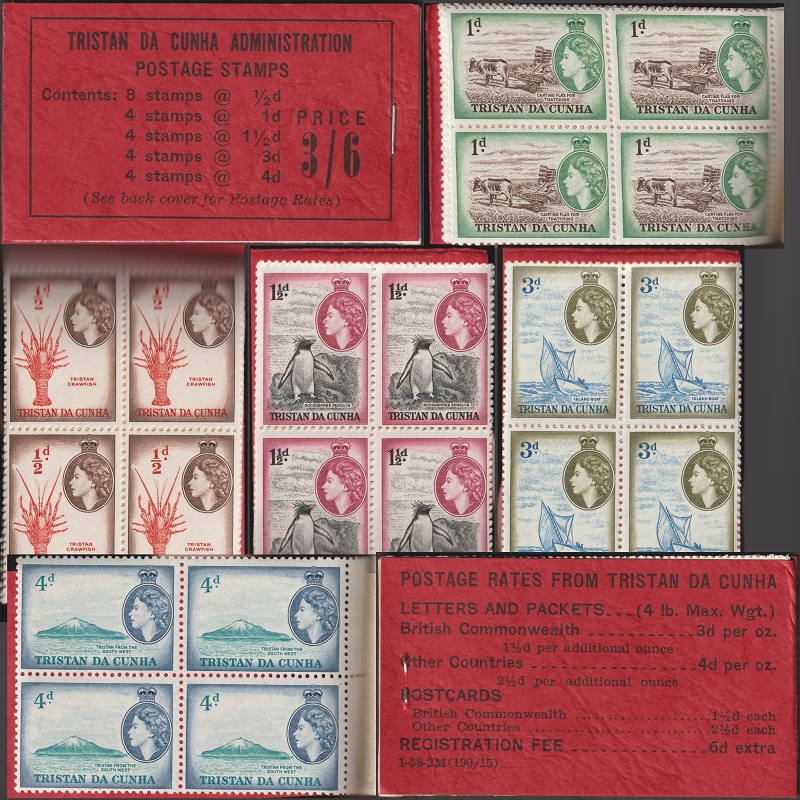 TRISTAN DA CUNHA ADMINISTRATION
POSTAGE STAMPS
Contents: 8 stamps @ ½d
4 stamps @ 1d
4 stamps @ 1½d
4 stamps @ 3d
4 stamps @ 4d
PRICE
3/6
(See back cover for Postage Rates)
1d. 1d.
CARTING FLAX FOR THATCHING CARTING FLAX FOR THATCHING
TRISTAN DA CUNHA TRISTAN DA CUNHA
1d. 1d.
CARTING FLAX FOR THATCHING CARTING FLAX FOR THATCHING
TRISTAN DA CUNHA TRISTAN DA CUNHA
½d ½d
TRISTAN CRAWFISH TRISTAN CRAWFISH
TRISTAN DA CUNHA TRISTAN DA CUNHA
½d ½d
TRISTAN CRAWFISH TRISTAN CRAWFISH
TRISTAN DA CUNHA TRISTAN DA CUNHA
1½d. 1½d.
ROCKHOPPER PENGUIN ROCKHOPPER PENGUIN
TRISTAN DA CUNHA TRISTAN DA CUNHA
1½d. 1½d.
3d. 3d.
ISLAND BOAT ISLAND BOAT
TRISTAN DA CUNHA TRISTAN DA CUNHA
3d. 3d.
4d. 4d.
TRISTAN FROM THE SOUTH WEST TRISTAN FROM THE SOUTH WEST
TRISTAN DA CUNHA TRISTAN DA CUNHA
4d. 4d.
TRISTAN FROM THE SOUTH WEST TRISTAN FROM THE SOUTH WEST
TRISTAN DA CUNHA TRISTAN DA CUNHA
POSTAGE RATES FROM TRISTAN DA CUNHA
LETTERS AND PACKETS...(4 lb. Max. Wgt.)
British Commonwealth ............ 3d per oz.
1½d per additional ounce
Other Countries ............ 4d per oz.
2½d per additional ounce
POSTCARDS
British Commonwealth ............ 1½d each
Other Countries ............ 2½d each
REGISTRATION FEE ............ 6d extra
1-58-2M(190/15)